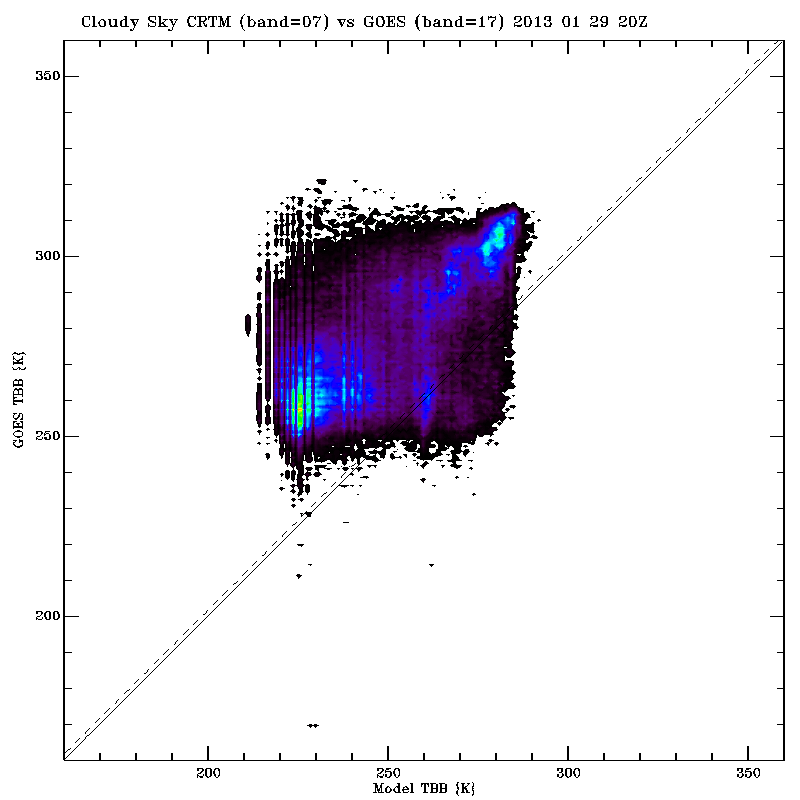 Cloudy Sky CRTM (band=07) vs GOES (band=17) 2013 01 29 20Z
350
300
GOES TBB {K}
250
200
200 250 300 350
Model TBB {K}